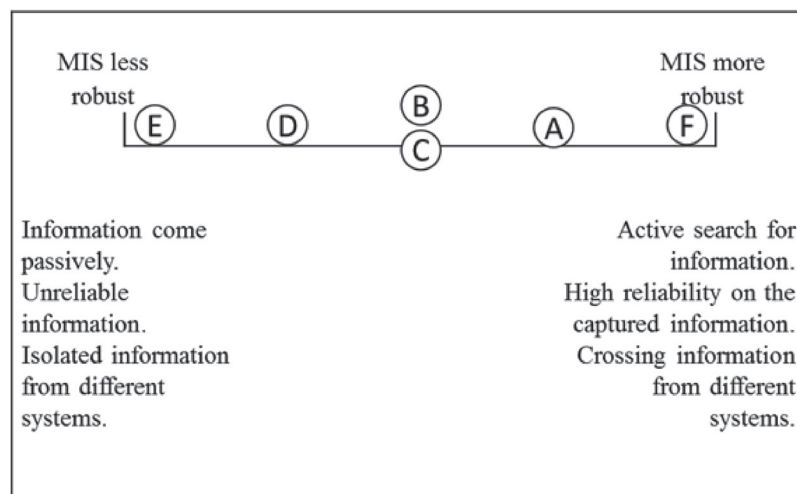 MIS less
robust
MIS more
robust
B
E
D
A
F
C
Information come
passively.
Unreliable
information.
Isolated information
from different
systems.
Active search for
information.
High reliability on the
captured information.
Crossing information
from different
systems.